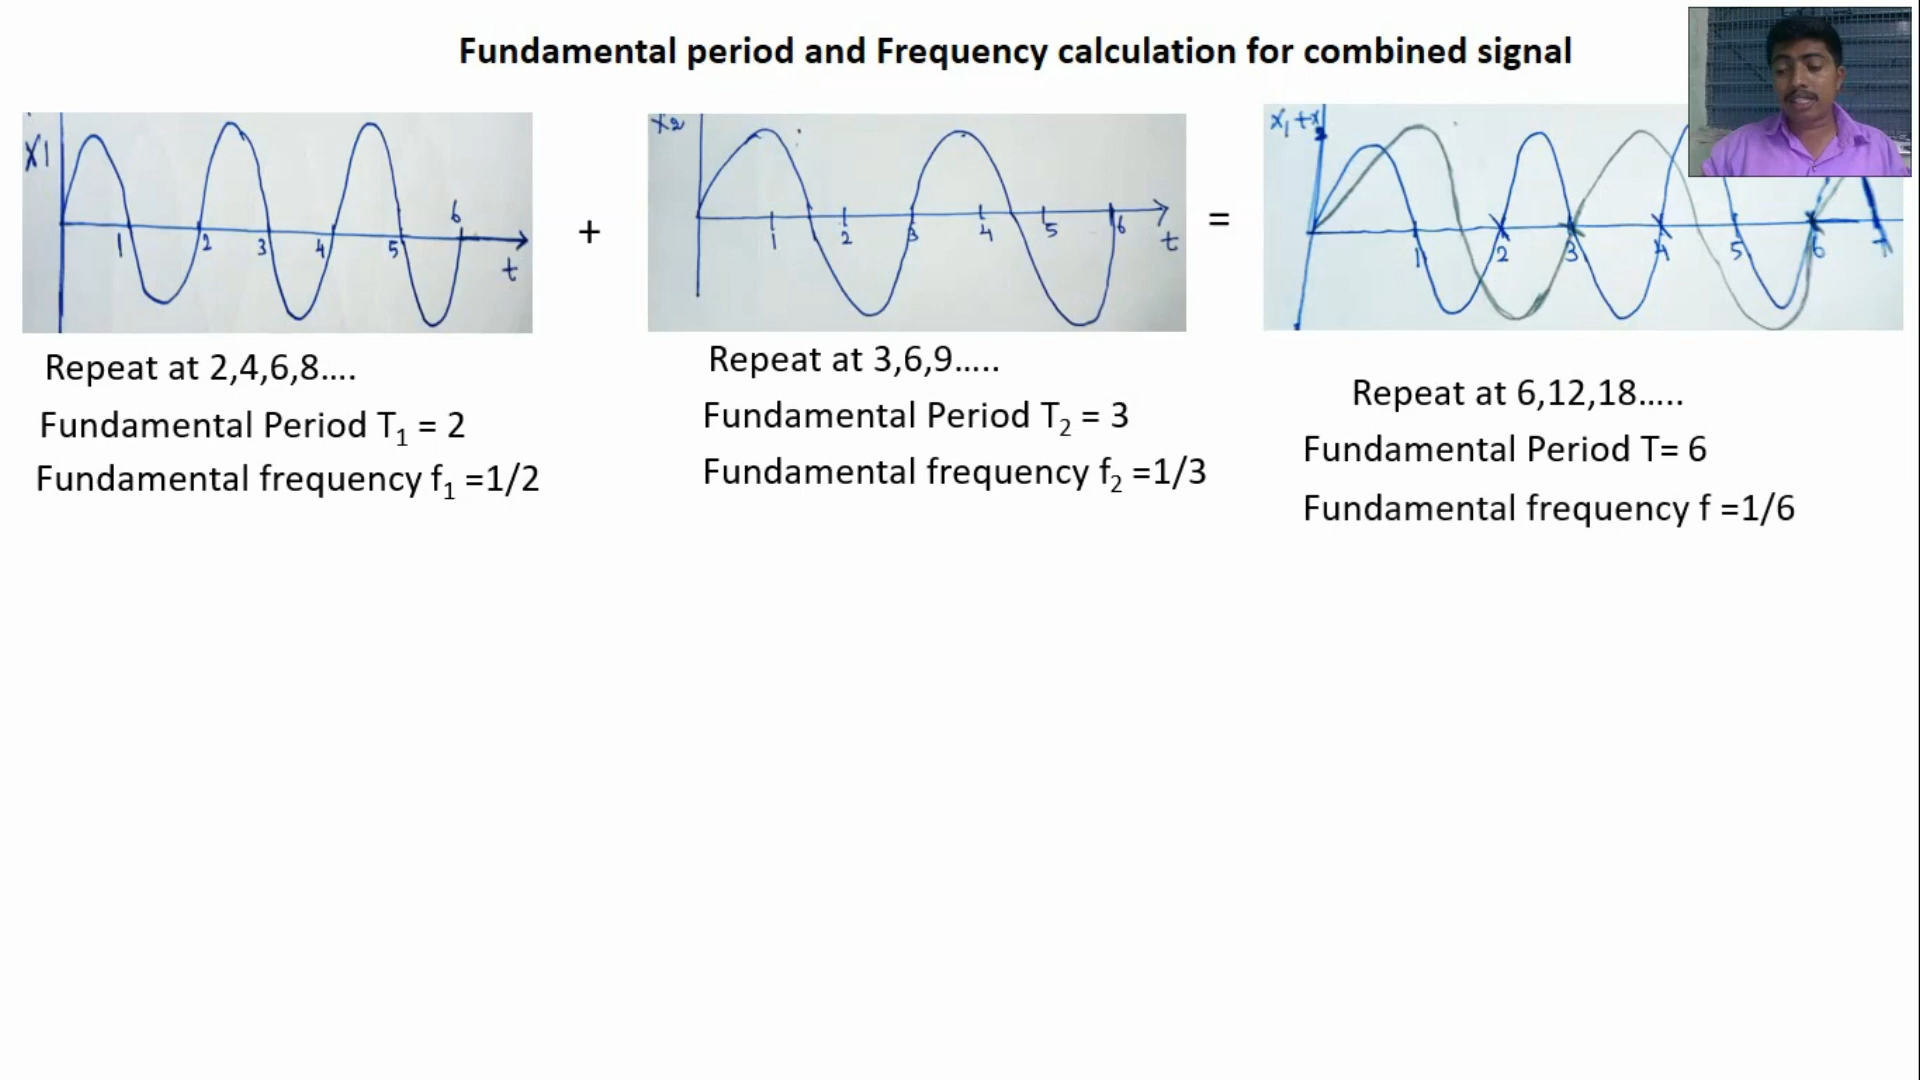 Fundamental period and Frequency calculation for combined signal
x1
1 2 3 4 5 6
t
+
x2
1 2 3 4 5 6
t
=
x₁+x
1 2 3 4 5 6 7
Repeat at 2,4,6,8....
Fundamental Period T₁ = 2
Fundamental frequency f₁ =1/2
Repeat at 3,6,9.....
Fundamental Period T₂ = 3
Fundamental frequency f₂ =1/3
Repeat at 6,12,18.....
Fundamental Period T= 6
Fundamental frequency f =1/6